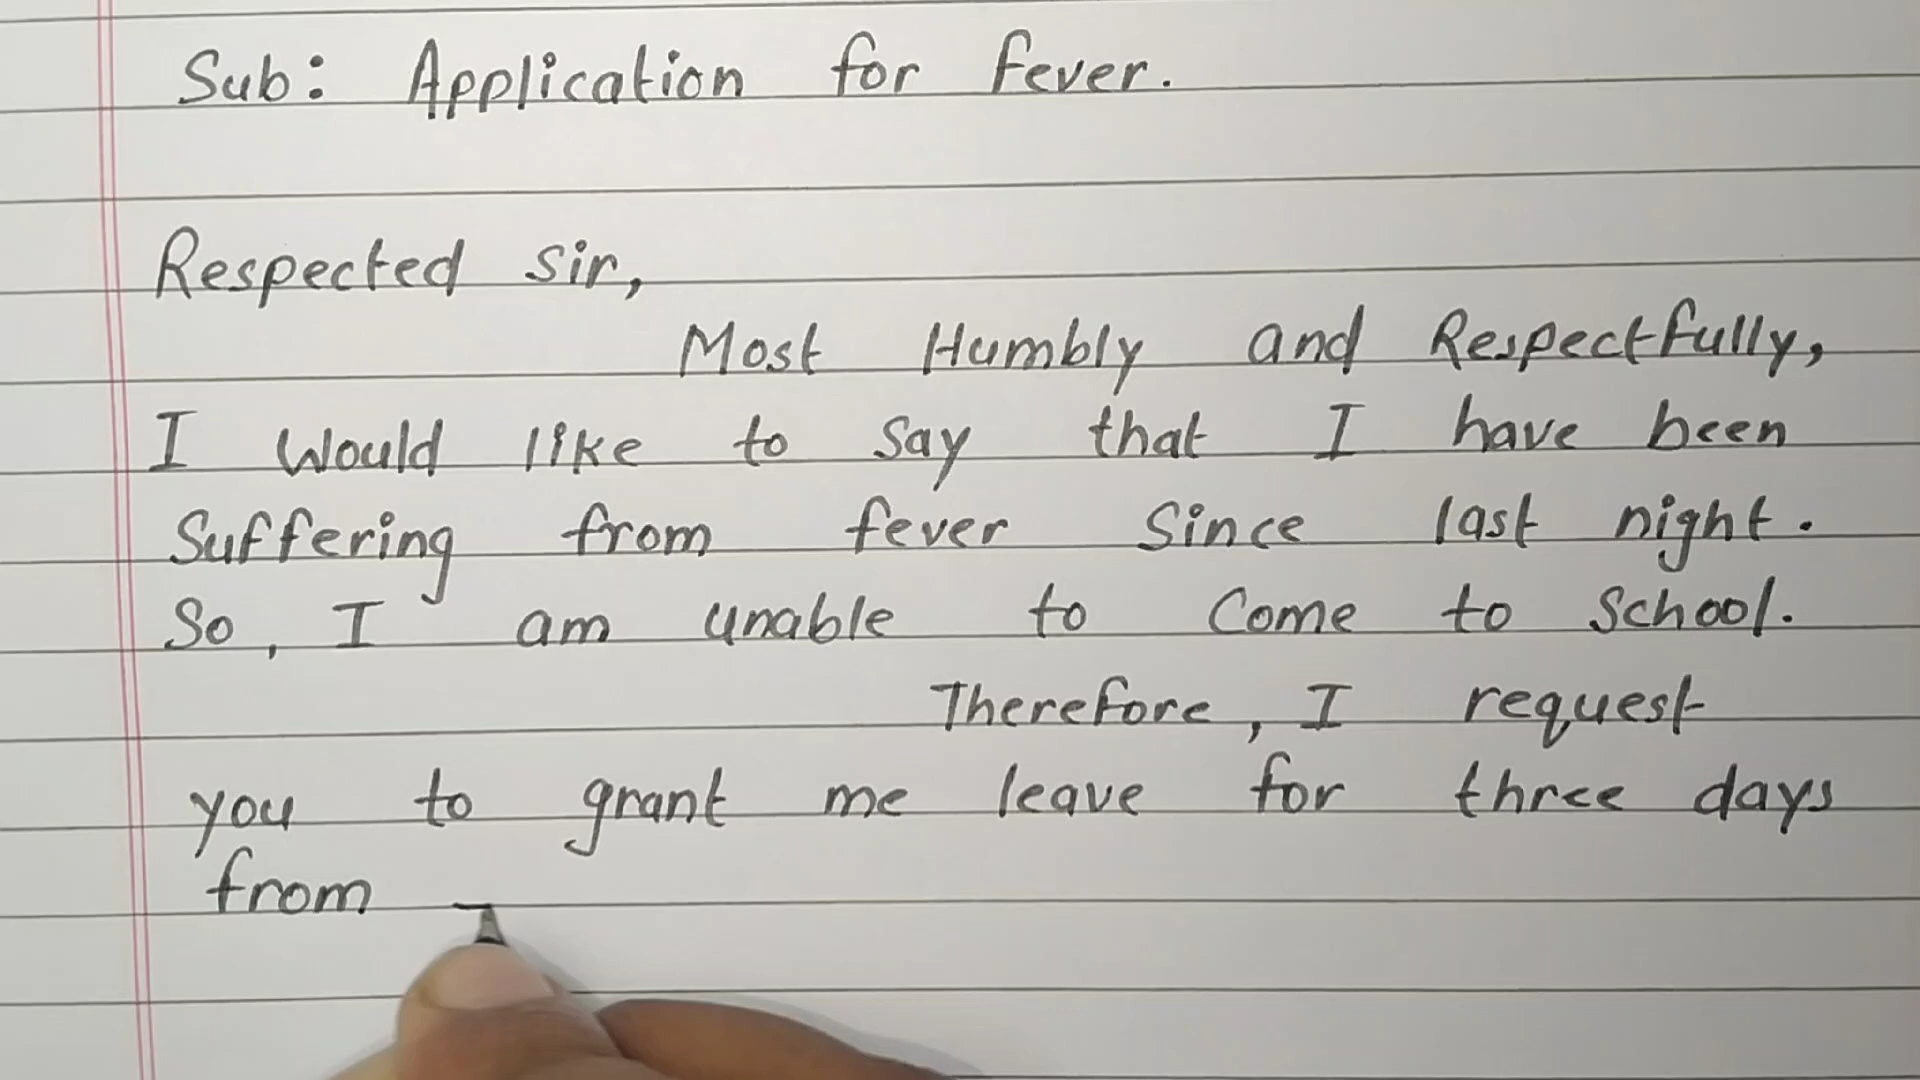 Sub: Application for fever.
Respected Sir,
Most Humbly and Respectfully,
I would like to say that I have been
Suffering from fever Since last night.
So, I am unable to Come to School.
Therefore, I request
you to grant me leave for three days
from